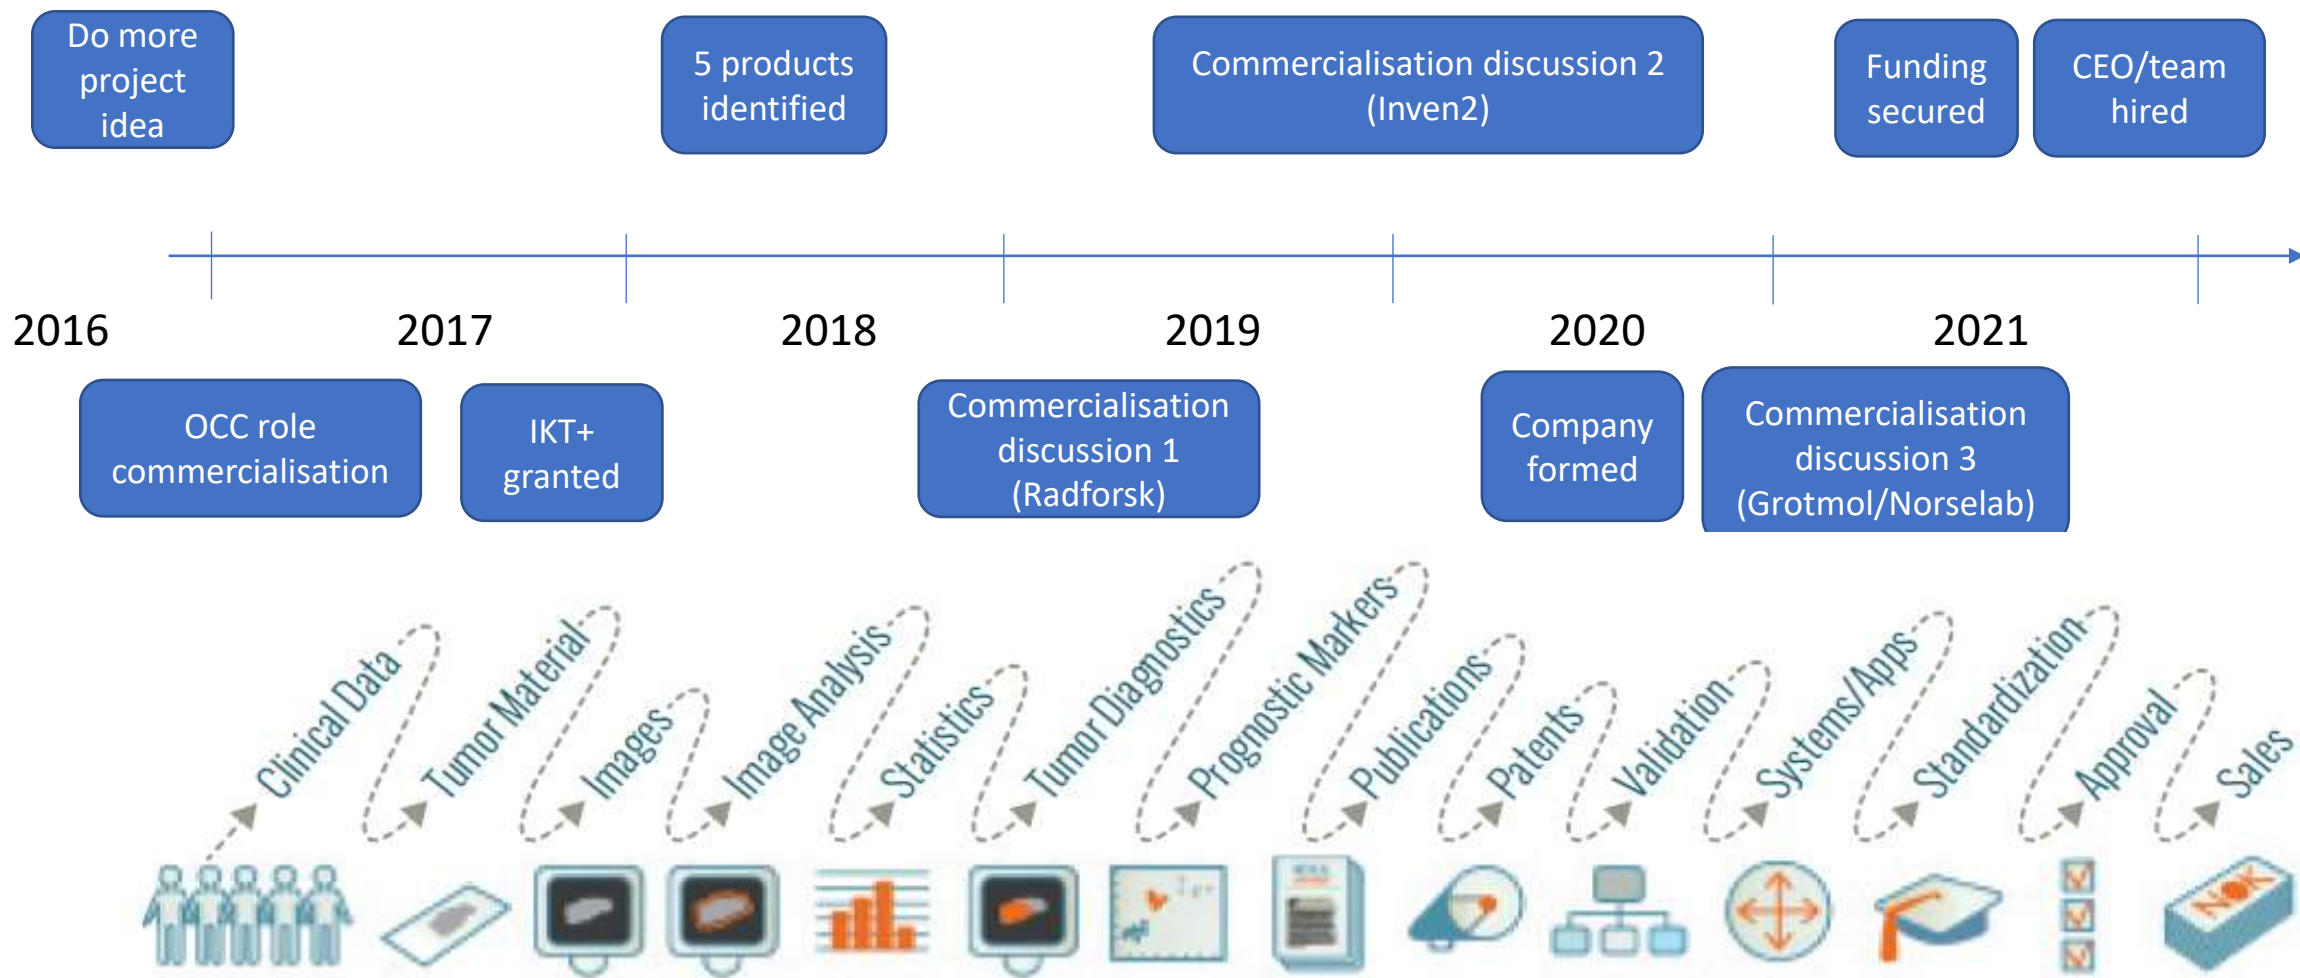 Do more
project
idea
5 products
identified
Commercialisation discussion 2
(Inven2)
Funding
secured
CEO/team
hired
2016
2017
2018
2019
2020
2021
OCC role
commercialisation
IKT+
granted
Commercialisation
discussion 1
(Radforsk)
Company
formed
Commercialisation
discussion 3
(Grotmol/Norselab)
Clinical Data
Tumor Material
Images
Image Analysis
Statistics
Tumor Diagnostics
Prognostic Markers
Publications
Patents
Validation
Systems/Apps
Standardization
Approval
Sales
NOK